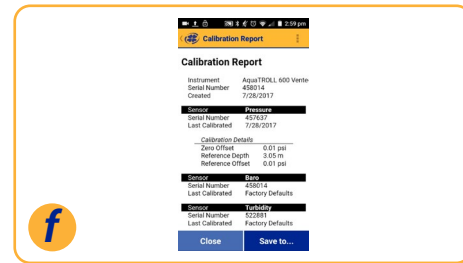 2:59 pm
Calibration Report
Calibration Report
Instrument AquaTROLL 600 Vente
Serial Number 458014
Created 7/28/2017
Sensor Pressure
Serial Number 457637
Last Calibrated 7/28/2017
Calibration Details
Zero Offset 0.01 psi
Reference Depth 3.05 m
Reference Offset 0.01 psi
Sensor Baro
Serial Number 458014
Last Calibrated Factory Defaults
Sensor Turbidity
Serial Number 522881
Last Calibrated Factory Defaults
Close Save to...
f